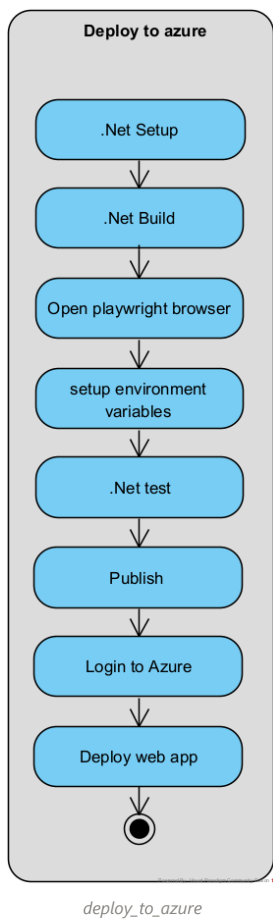 Deploy to azure
.Net Setup
.Net Build
Open playwright browser
setup environment
variables
.Net test
Publish
Login to Azure
Deploy web app
deploy_to_azure